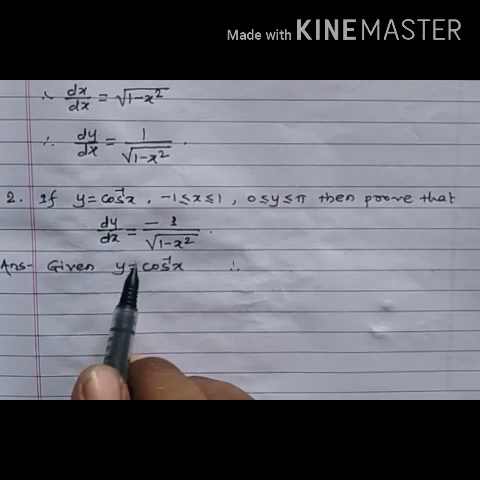 Made with KINEMASTER
∴ dx/dx = √1-x²
∴ dy/dx = 1/√1-x²
2. If y = cos⁻¹x, -1≤x≤1, 0≤y≤π then prove that
dy/dx = -1/√1-x².
Ans- Given y = cos⁻¹x ∴